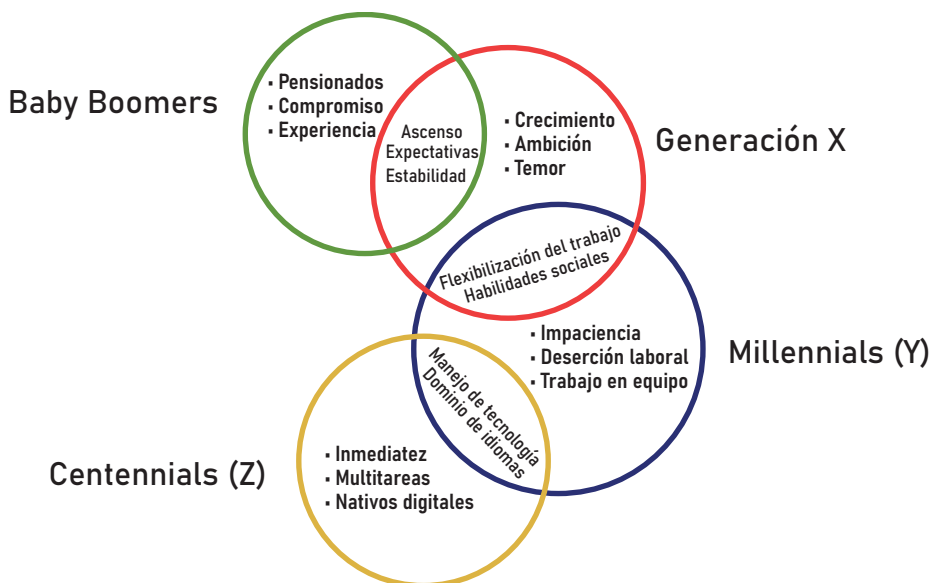 Baby Boomers
▪ Pensionados
▪ Compromiso
▪ Experiencia
Ascenso
Expectativas
Estabilidad
▪ Crecimiento
▪ Ambición
▪ Temor
Generación X
Flexibilización del trabajo
Habilidades sociales
▪ Impaciencia
▪ Deserción laboral
▪ Trabajo en equipo
Millennials (Y)
Manejo de tecnología
Dominio de idiomas
Centennials (Z)
▪ Inmediatez
▪ Multitareas
▪ Nativos digitales